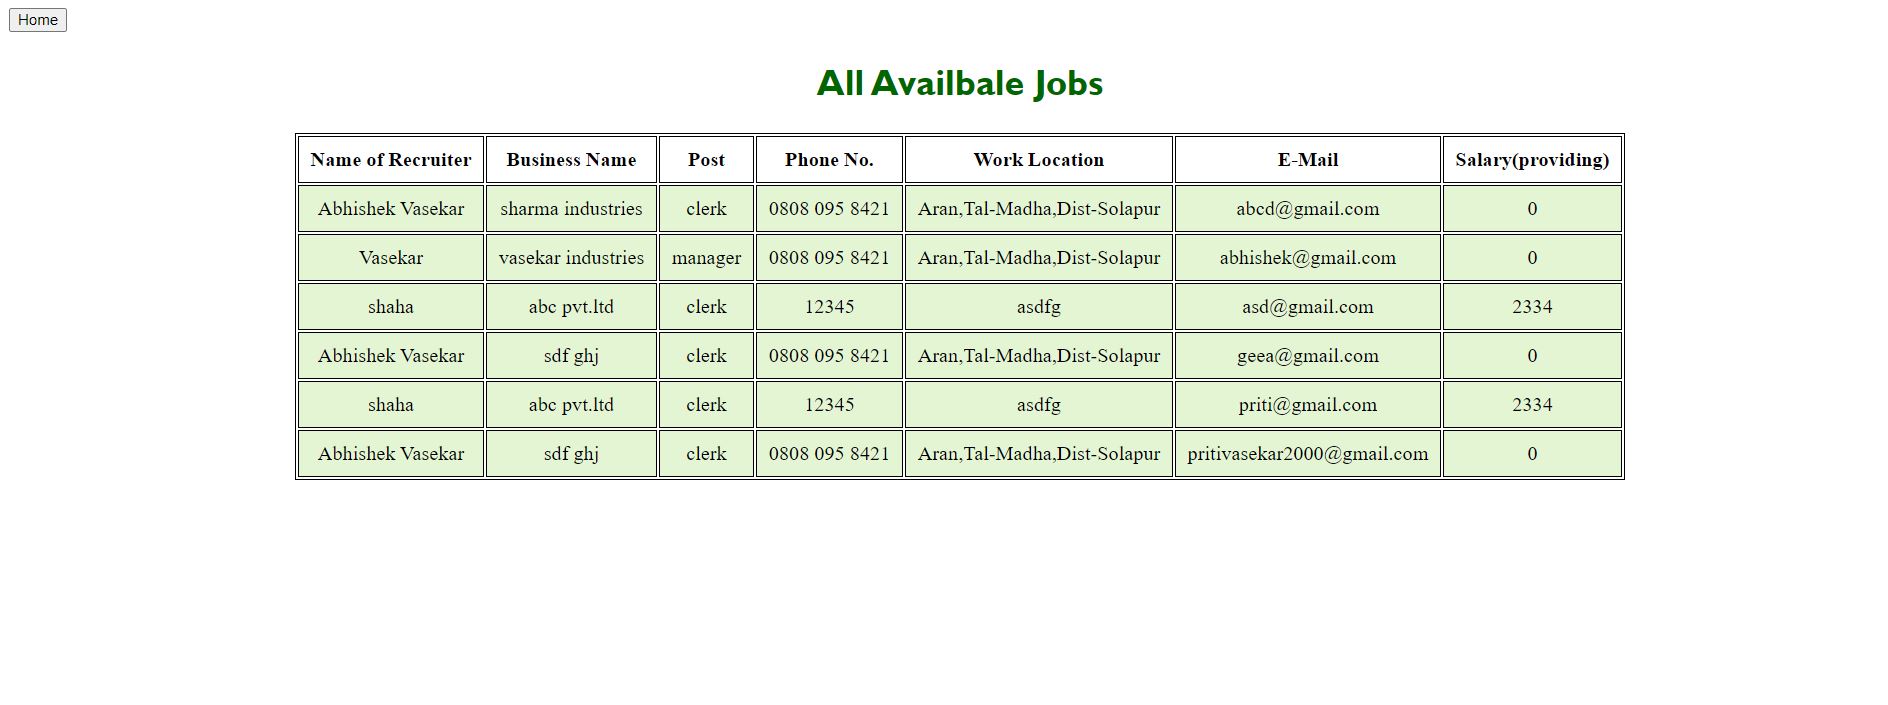 Home
All Availbale Jobs
Name of Recruiter Business Name Post Phone No. Work Location E-Mail Salary(providing)
Abhishek Vasekar sharma industries clerk 0808 095 8421 Aran,Tal-Madha,Dist-Solapur abcd@gmail.com 0
Vasekar vasekar industries manager 0808 095 8421 Aran,Tal-Madha,Dist-Solapur abhishek@gmail.com 0
shaha abc pvt.ltd clerk 12345 asdfg asd@gmail.com 2334
Abhishek Vasekar sdf ghj clerk 0808 095 8421 Aran,Tal-Madha,Dist-Solapur geea@gmail.com 0
shaha abc pvt.ltd clerk 12345 asdfg priti@gmail.com 2334
Abhishek Vasekar sdf ghj clerk 0808 095 8421 Aran,Tal-Madha,Dist-Solapur pritivasekar2000@gmail.com 0